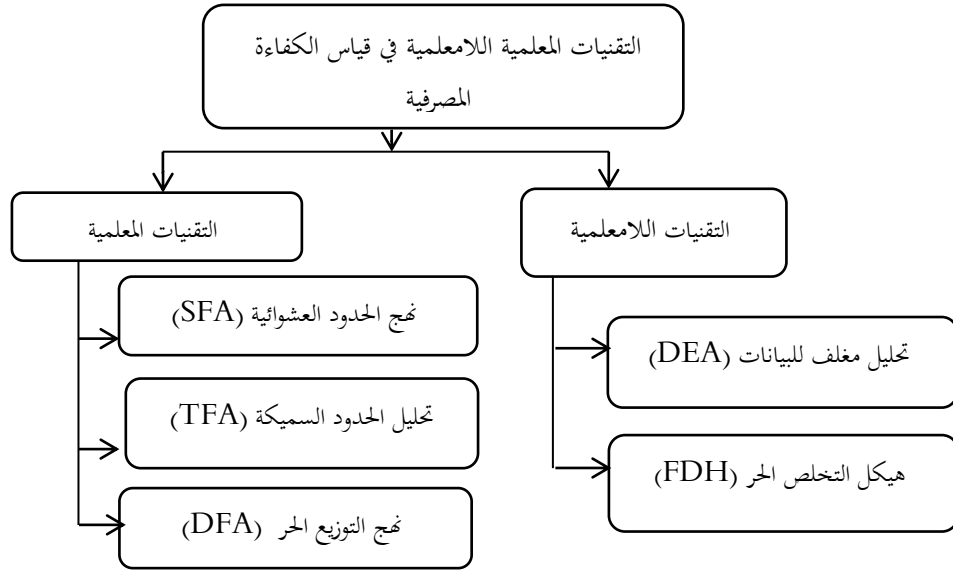 التقنيات المعلمية اللامعلمية في قياس الكفاءة
المصرفية
التقنيات اللامعلمية
التقنيات المعلمية
تحليل مغلف للبيانات (DEA)
هيكل التخلص الحر (FDH)
نهج الحدود العشوائية (SFA)
تحليل الحدود السميكة (TFA)
نهج التوزيع الحر (DFA)